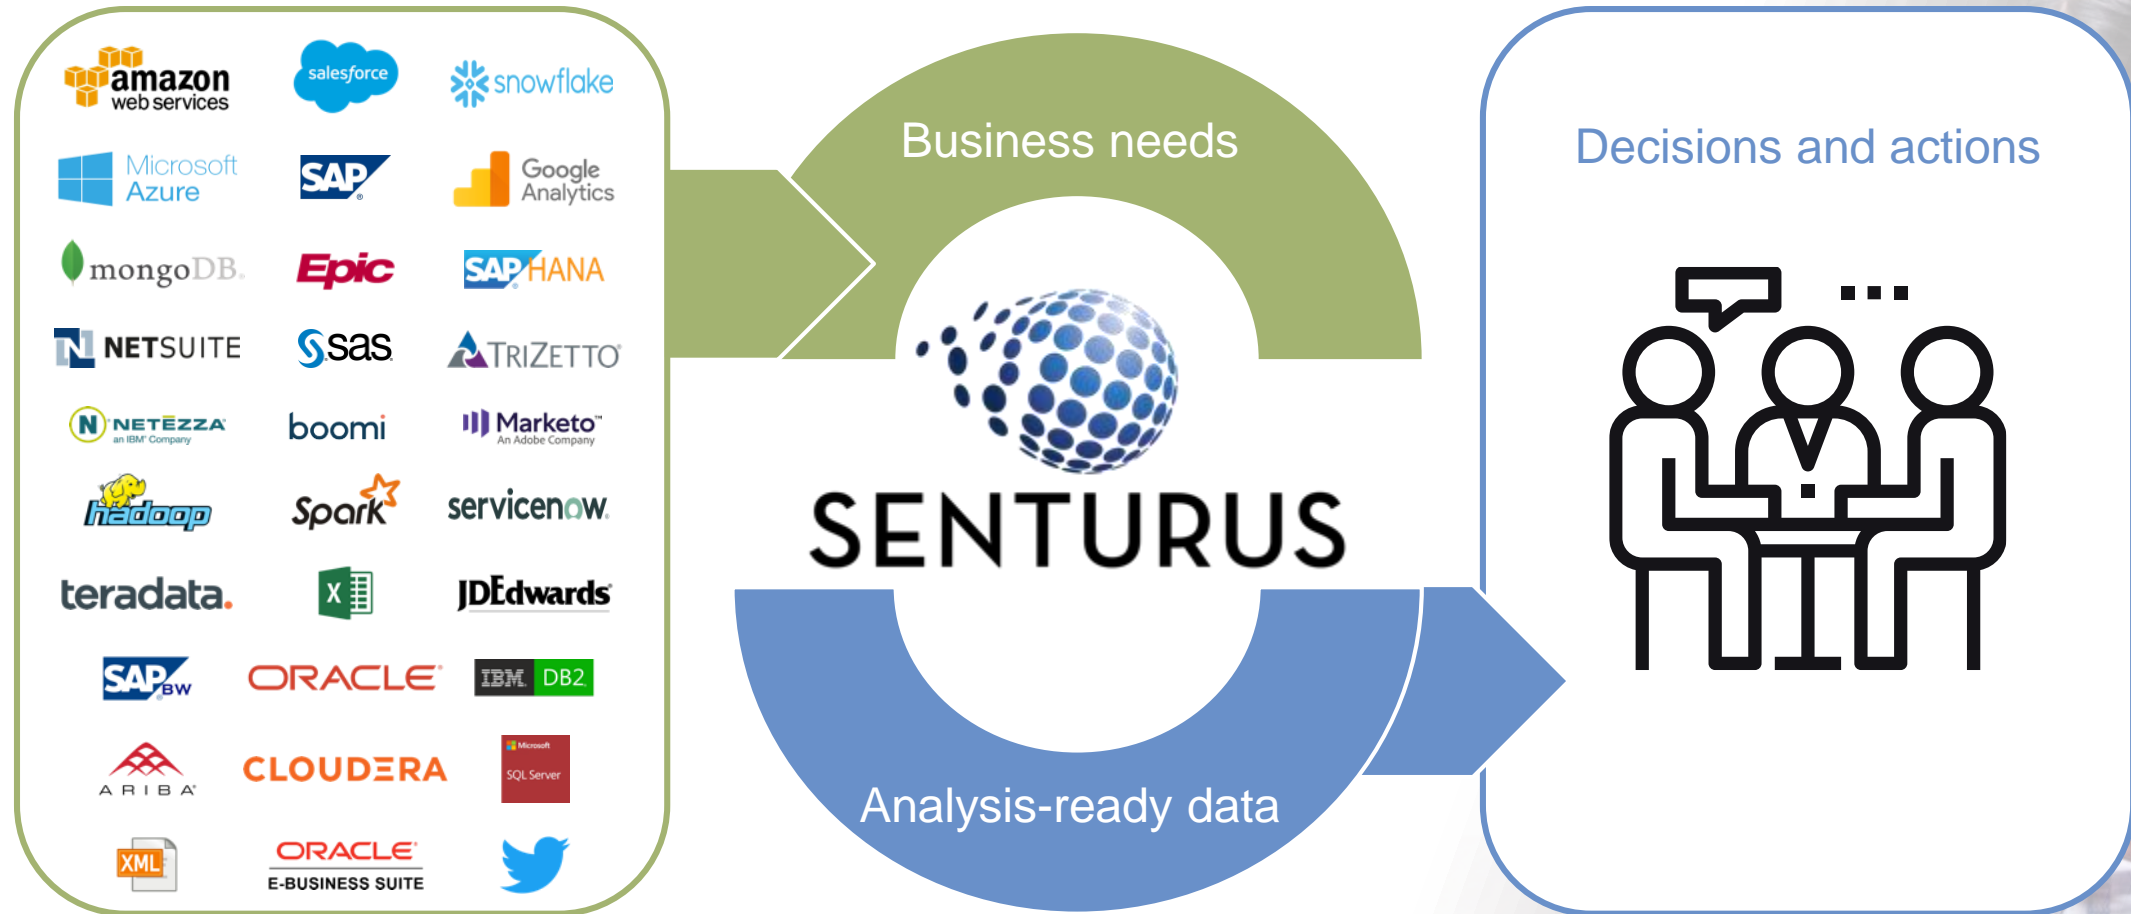 amazon
web services
salesforce
snowflake
Microsoft
Azure
SAP
®
Google
Analytics
mongoDB.
Epic
SAP HANA
®
N NETSUITE
S.sas
TRIZETTO®
N NETĒZZA
an IBM® Company
boomi
Marketo™
An Adobe Company
hadoop
Spark
servicenow.
teradata.
X
JDEdwards
SAP BW
ORACLE®
IBM. DB2.
ARIBA®
CLOUDERA
Microsoft
SQL Server
XML
ORACLE®
E-BUSINESS SUITE
Business needs
SENTURUS
Analysis-ready data
Decisions and actions
...